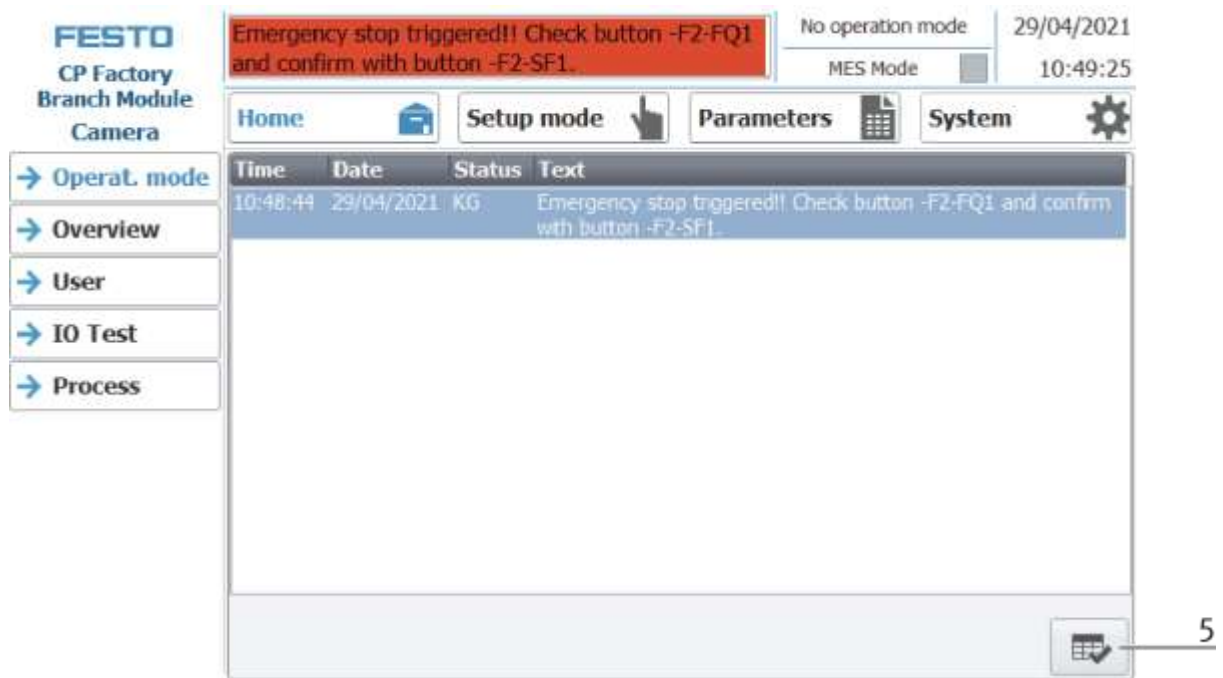 FESTO
CP Factory
Branch Module
Camera
Emergency stop triggered!! Check button -F2-FQ1
and confirm with button -F2-SF1.
No operation mode
MES Mode
29/04/2021
10:49:25
Home
Setup mode
Parameters
System
Operat. mode
Overview
User
IO Test
Process
Time Date Status Text
10:48:44 29/04/2021 KG Emergency stop triggered!! Check button -F2-FQ1 and confirm
with button -F2-SF1.
5